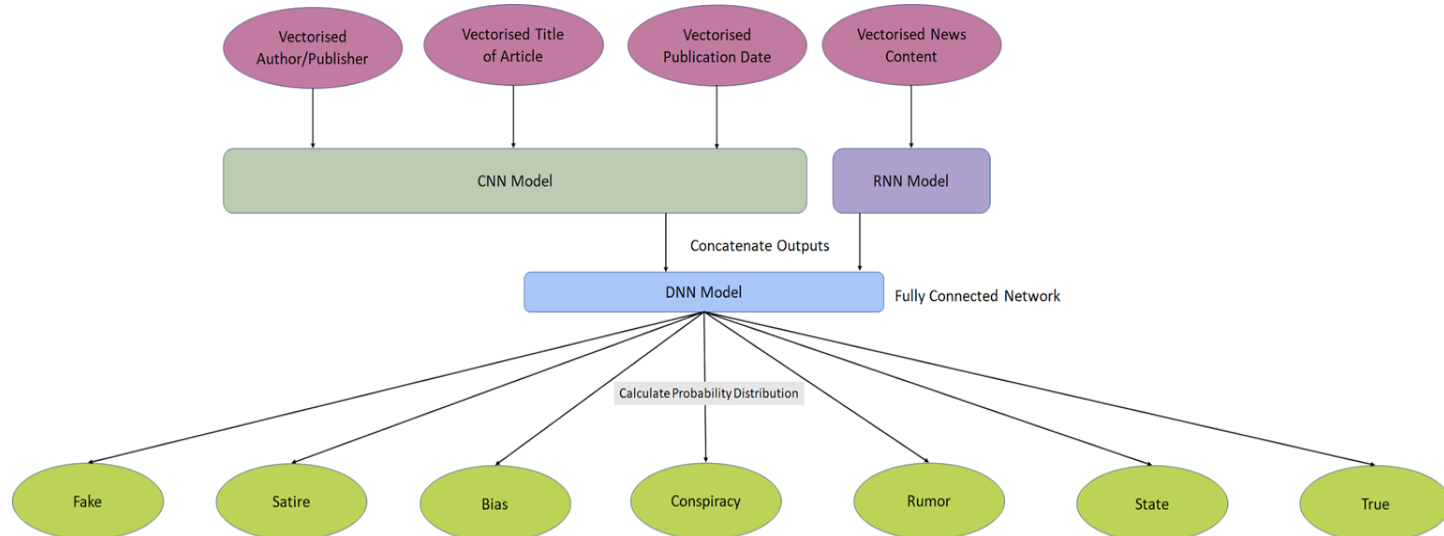 Vectorised
Author/Publisher
Vectorised Title
of Article
Vectorised
Publication Date
Vectorised News
Content
CNN Model
RNN Model
Concatenate Outputs
DNN Model
Fully Connected Network
Calculate Probability Distribution
Fake
Satire
Bias
Conspiracy
Rumor
State
True